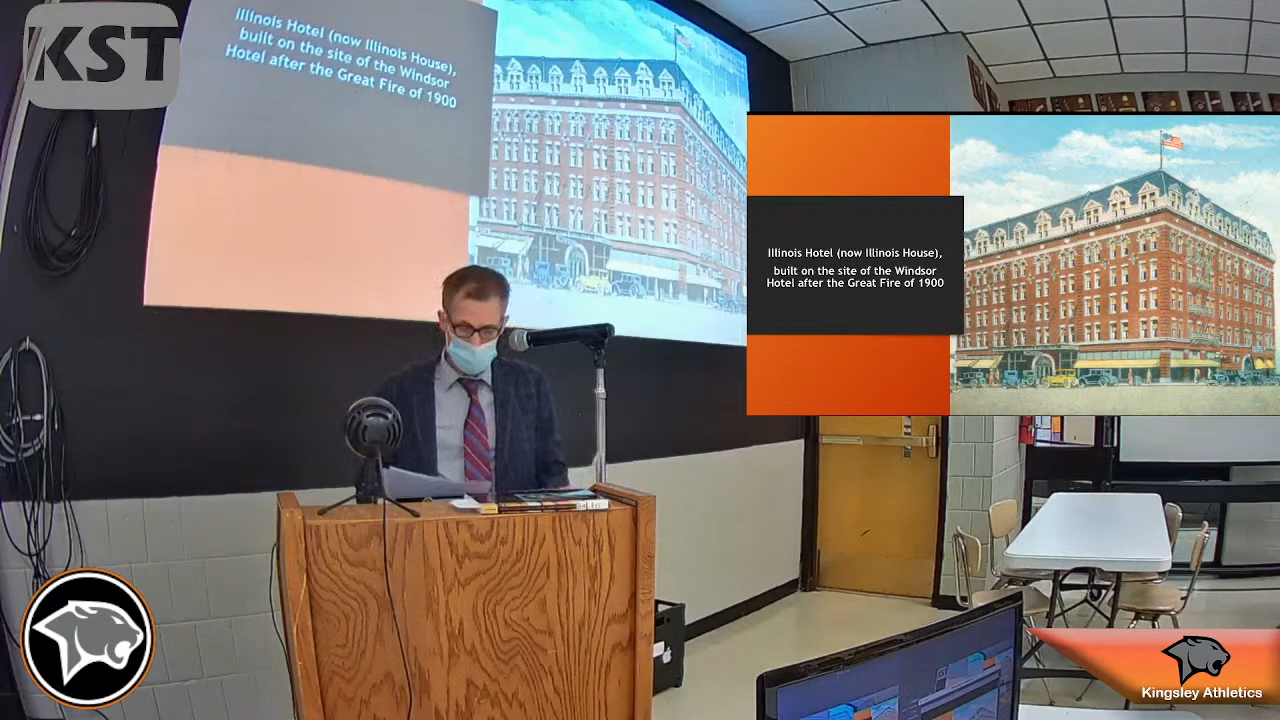 KST
Illinois Hotel (now Illinois House),
built on the site of the Windsor
Hotel after the Great Fire of 1900
Illinois Hotel (now Illinois House),
built on the site of the Windsor
Hotel after the Great Fire of 1900
Kingsley Athletics